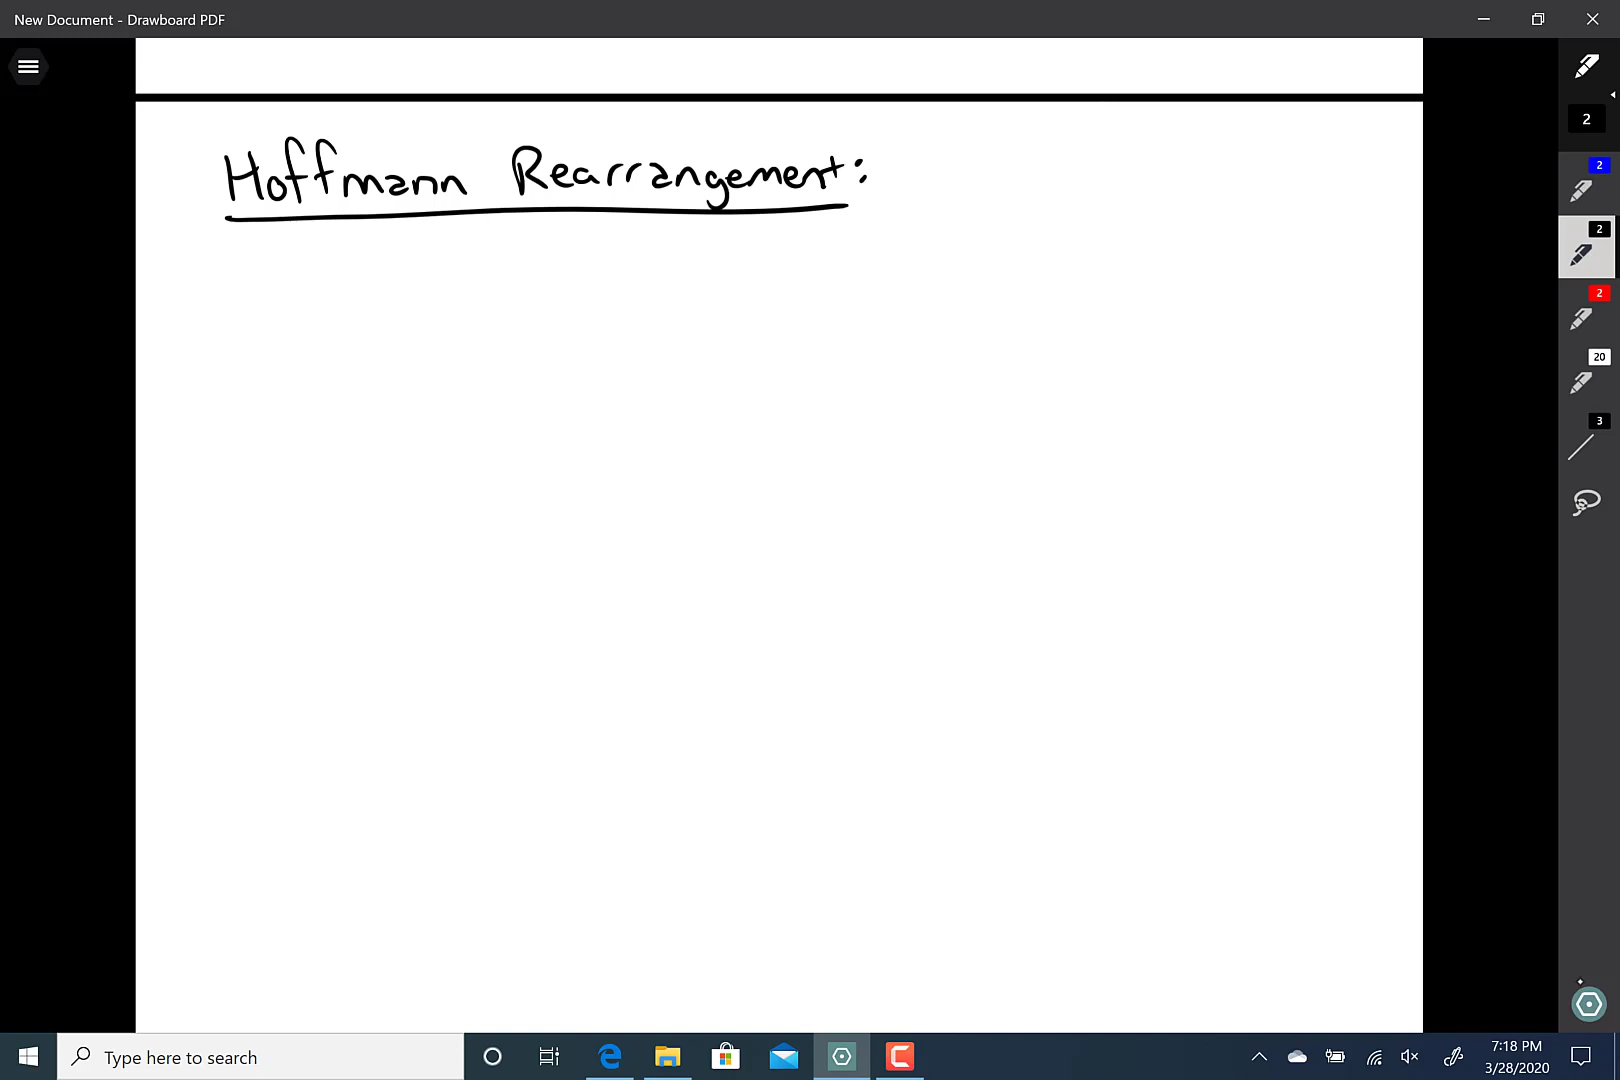 New Document - Drawboard PDF
2
2
Hoffmann Rearrangement:
2
2
20
3
Type here to search
7:18 PM
3/28/2020